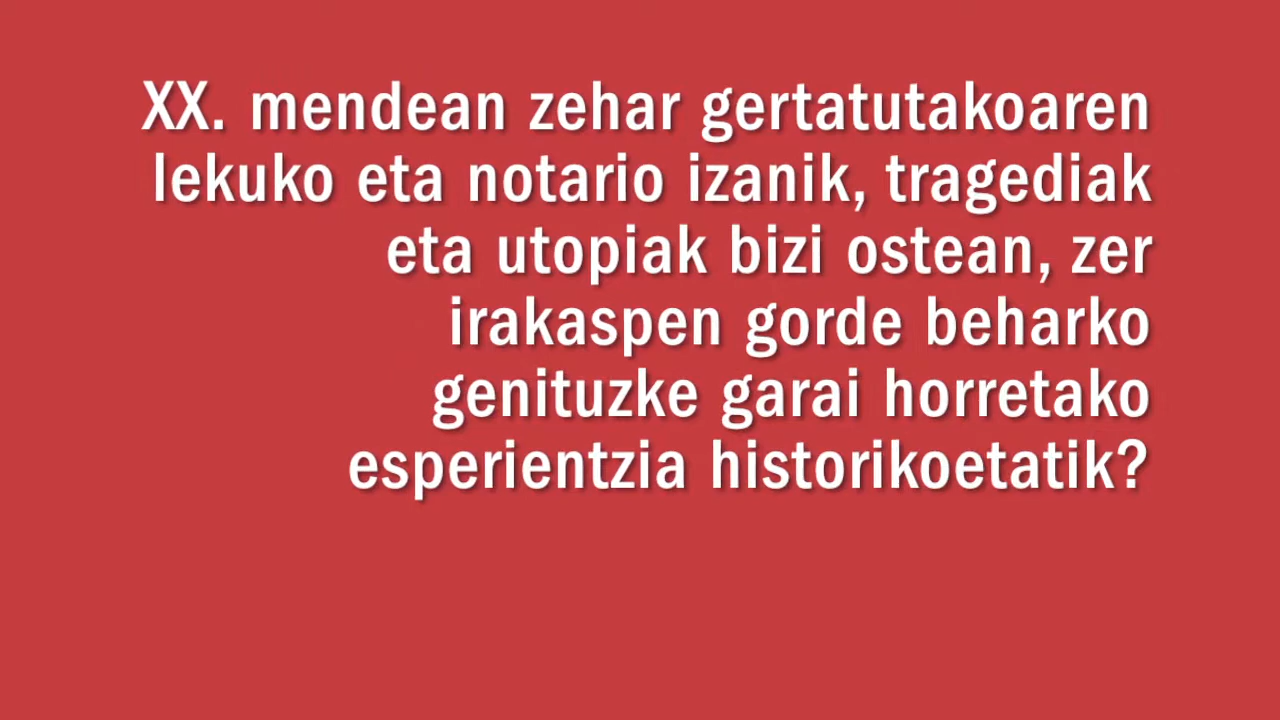 XX. mendean zehar gertatutakoaren
lekuko eta notario izanik, tragediak
eta utopiak bizi ostean, zer
irakaspen gorde beharko
genituzke garai horretako
esperientzia historikoetatik?